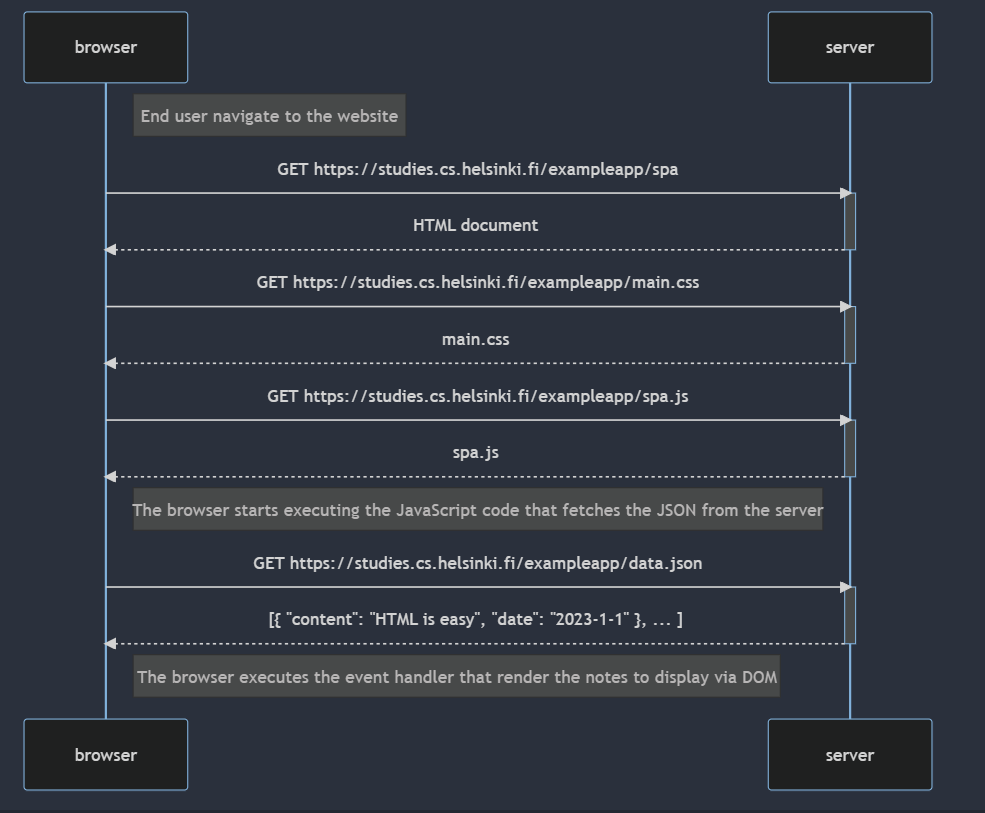 browser
server
End user navigate to the website
GET https://studies.cs.helsinki.fi/exampleapp/spa
HTML document
GET https://studies.cs.helsinki.fi/exampleapp/main.css
main.css
GET https://studies.cs.helsinki.fi/exampleapp/spa.js
spa.js
The browser starts executing the JavaScript code that fetches the JSON from the server
GET https://studies.cs.helsinki.fi/exampleapp/data.json
[{ "content": "HTML is easy", "date": "2023-1-1" }, ... ]
The browser executes the event handler that render the notes to display via DOM
browser
server